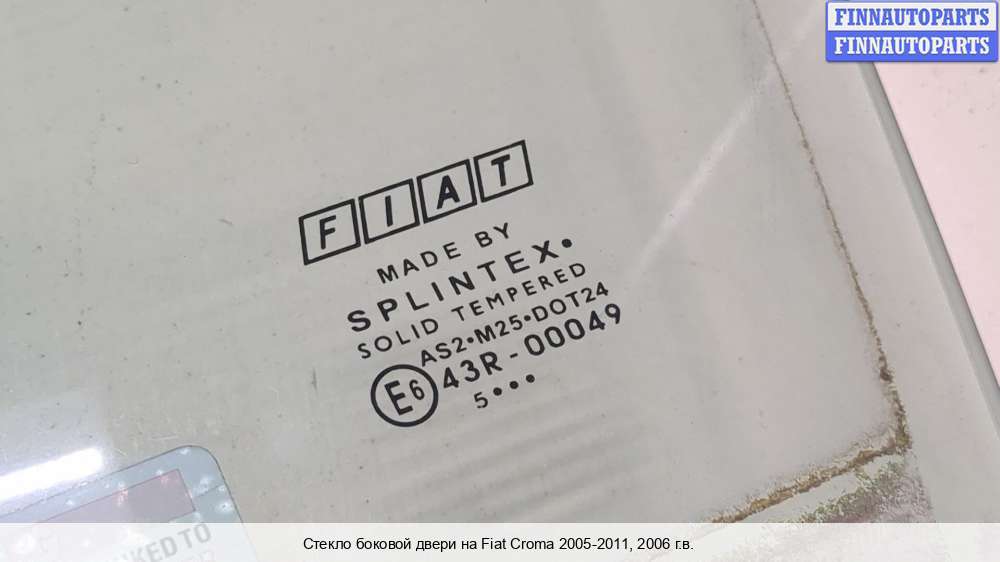 FINNAUTOPARTS
FINNAUTOPARTS
FIAT
MADE BY
SPLINTEX•
SOLID TEMPERED
AS2•M25•DOT24
E6 43R-00049
5•••
TO
Стекло боковой двери на Fiat Croma 2005-2011, 2006 г.в.